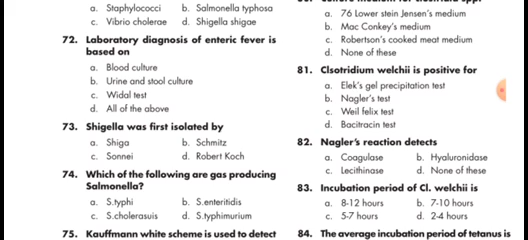 a. Staphylococci b. Salmonella typhosa
c. Vibrio cholerae d. Shigella shigae
72. Laboratory diagnosis of enteric fever is
based on
a. Blood culture
b. Urine and stool culture
c. Widal test
d. All of the above
73. Shigella was first isolated by
a. Shiga b. Schmitz
c. Sonnei d. Robert Koch
74. Which of the following are gas producing
Salmonella?
a. S.typhi b. S.enteritidis
c. S.cholerasuis d. S.typhimurium
75. Kauffmann white scheme is used to detect
a. 76 Lower stein Jensen's medium
b. Mac Conkey's medium
c. Robertson's cooked meat medium
d. None of these
81. Clsotridium welchii is positive for
a. Elek's gel precipitation test
b. Nagler's test
c. Weil felix test
d. Bacitracin test
82. Nagler's reaction detects
a. Coagulase b. Hyaluronidase
c. Lecithinase d. None of these
83. Incubation period of Cl. welchii is
a. 8-12 hours b. 7-10 hours
c. 5-7 hours d. 2-4 hours
84. The average incubation period of tetanus is